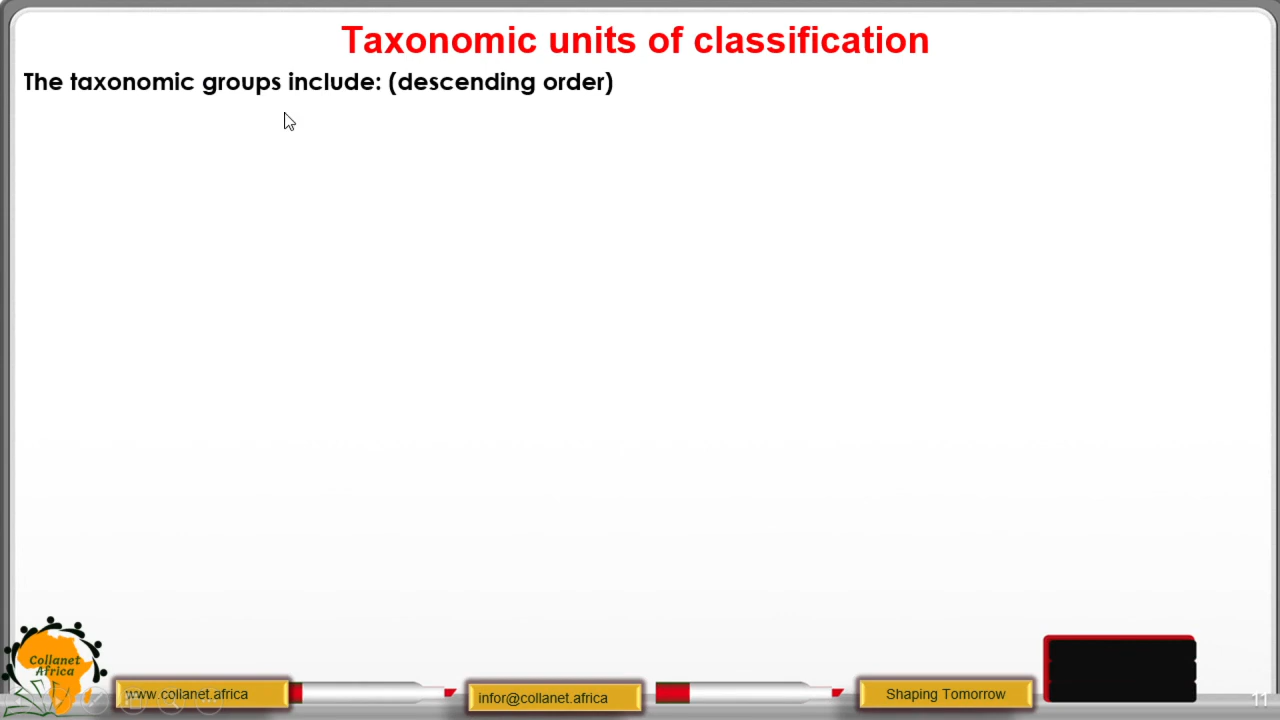 Taxonomic units of classification
The taxonomic groups include: (descending order)
Collanet
Africa
www.collanet.africa
infor@collanet.africa
Shaping Tomorrow
11